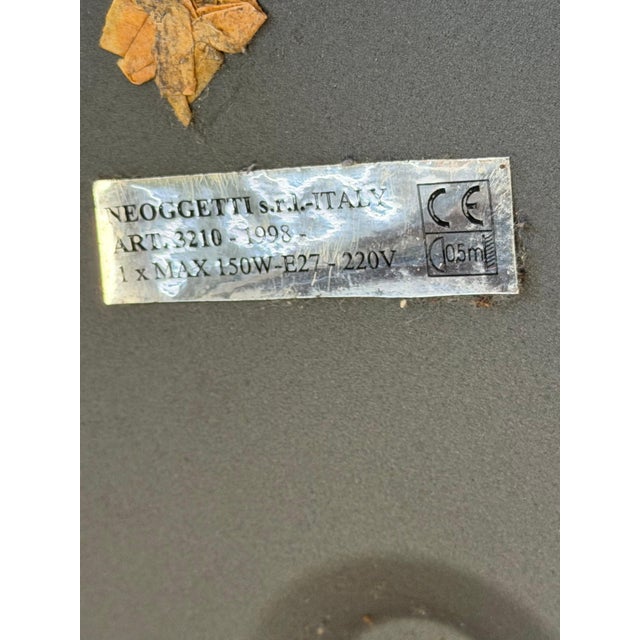 NEOGGETTI s.r.l.-ITALY
ART. 3210 - 1998 -
1 x MAX 150W-E27 - 220V
CE
0,5m